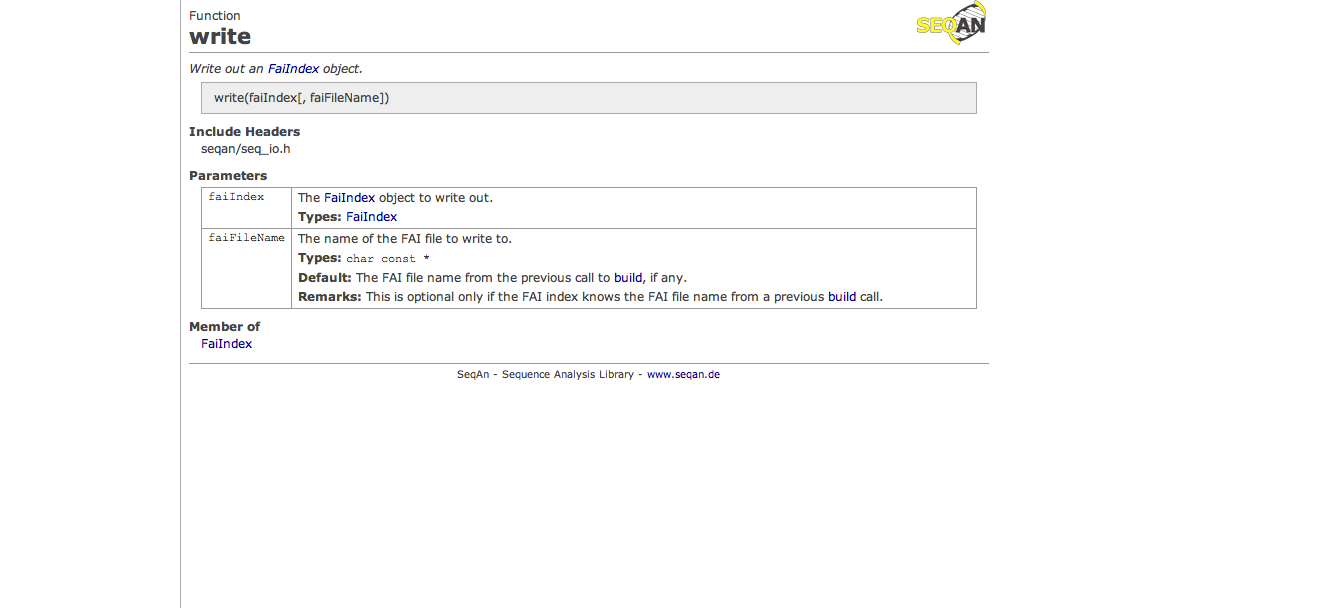 Function
write
SEQAN
Write out an FaiIndex object.
write(faiIndex[, faiFileName])
Include Headers
seqan/seq_io.h
Parameters
faiIndex
The FaiIndex object to write out.
Types: FaiIndex
faiFileName
The name of the FAI file to write to.
Types: char const *
Default: The FAI file name from the previous call to build, if any.
Remarks: This is optional only if the FAI index knows the FAI file name from a previous build call.
Member of
FaiIndex
SeqAn - Sequence Analysis Library - www.seqan.de